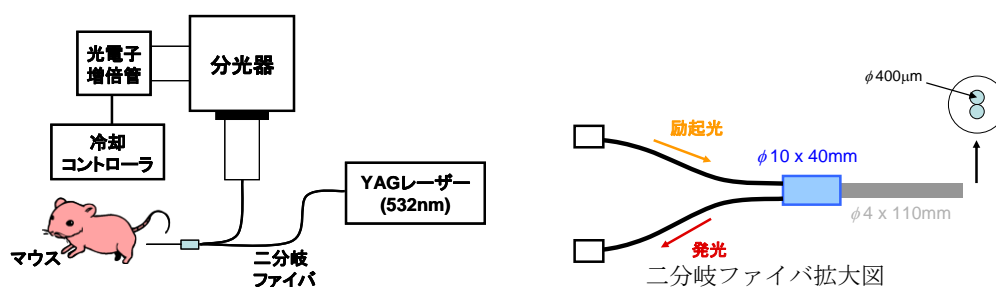 光電子
増倍管
分光器
冷却
コントローラ
YAGレーザー
(532nm)
マウス
二分岐
ファイバ
φ400μm
励起光
φ10 x 40mm
φ4 x 110mm
発光
二分岐ファイバ拡大図